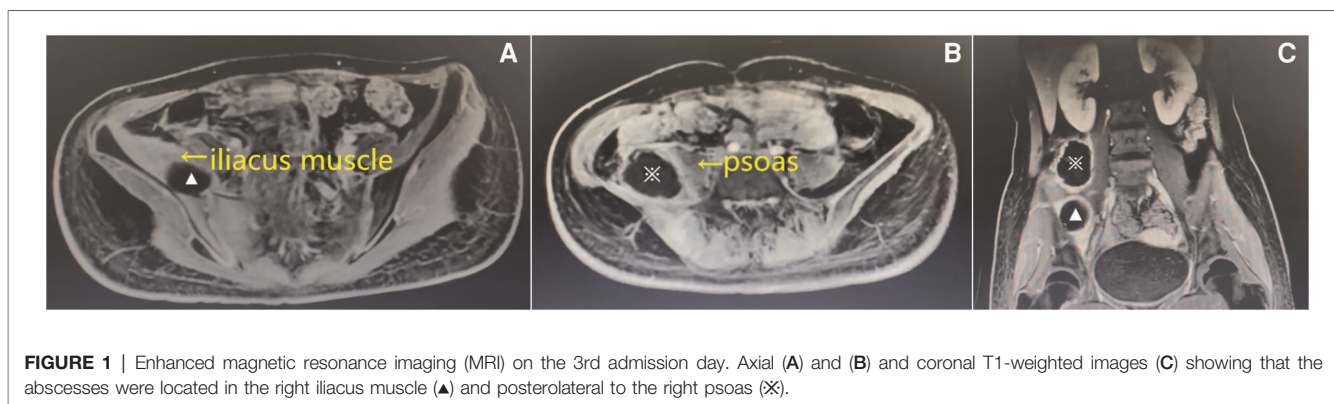 A
B
C
←iliacus muscle
←psoas
▲
※
※
▲
FIGURE 1 | Enhanced magnetic resonance imaging (MRI) on the 3rd admission day. Axial (A) and (B) and coronal T1-weighted images (C) showing that the
abscesses were located in the right iliacus muscle (▲) and posterolateral to the right psoas (※).